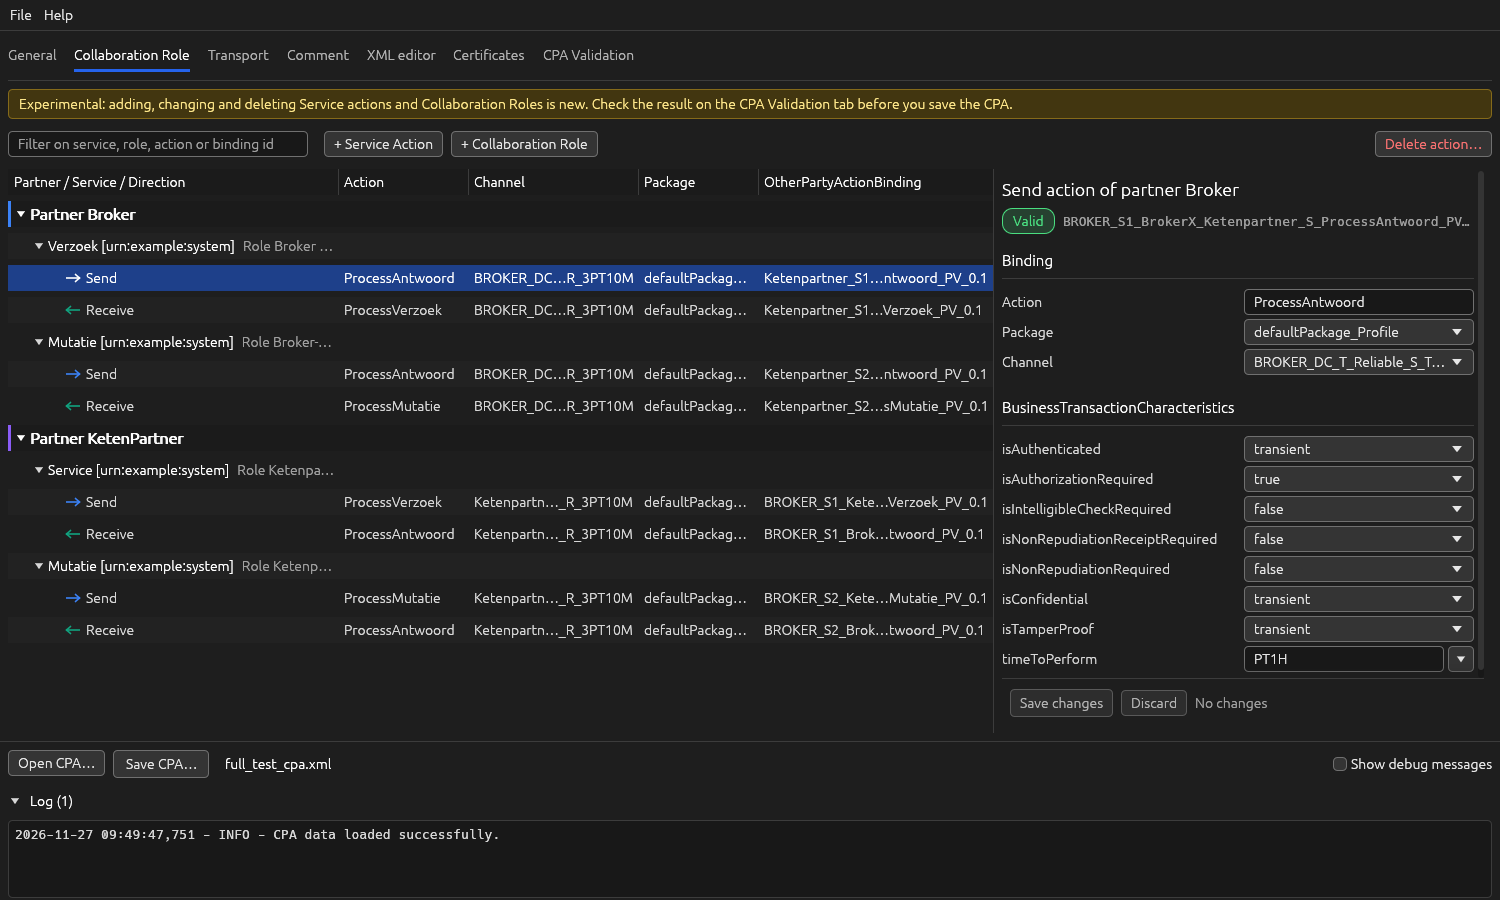 File Help
General Collaboration Role Transport Comment XML editor Certificates CPA Validation
Experimental: adding, changing and deleting Service actions and Collaboration Roles is new. Check the result on the CPA Validation tab before you save the CPA.
Filter on service, role, action or binding id + Service Action + Collaboration Role Delete action...
Partner / Service / Direction Action Channel Package OtherPartyActionBinding
Partner Broker
Verzoek [urn:example:system] Role Broker ...
Send ProcessAntwoord BROKER_DC...R_3PT10M defaultPackag... Ketenpartner_S1...ntwoord_PV_0.1
Receive ProcessVerzoek BROKER_DC...R_3PT10M defaultPackag... Ketenpartner_S1...Verzoek_PV_0.1
Mutatie [urn:example:system] Role Broker-...
Send ProcessAntwoord BROKER_DC...R_3PT10M defaultPackag... Ketenpartner_S2...ntwoord_PV_0.1
Receive ProcessMutatie BROKER_DC...R_3PT10M defaultPackag... Ketenpartner_S2...sMutatie_PV_0.1
Partner KetenPartner
Service [urn:example:system] Role Ketenpa...
Send ProcessVerzoek Ketenpartn..._R_3PT10M defaultPackag... BROKER_S1_Kete...Verzoek_PV_0.1
Receive ProcessAntwoord Ketenpartn..._R_3PT10M defaultPackag... BROKER_S1_Brok...twoord_PV_0.1
Mutatie [urn:example:system] Role Ketenp...
Send ProcessMutatie Ketenpartn..._R_3PT10M defaultPackag... BROKER_S2_Kete...Mutatie_PV_0.1
Receive ProcessAntwoord Ketenpartn..._R_3PT10M defaultPackag... BROKER_S2_Brok...twoord_PV_0.1
Send action of partner Broker
Valid BROKER_S1_BrokerX_Ketenpartner_S_ProcessAntwoord_PV...
Binding
Action ProcessAntwoord
Package defaultPackage_Profile
Channel BROKER_DC_T_Reliable_S_T...
BusinessTransactionCharacteristics
isAuthenticated transient
isAuthorizationRequired true
isIntelligibleCheckRequired false
isNonRepudiationReceiptRequired false
isNonRepudiationRequired false
isConfidential transient
isTamperProof transient
timeToPerform PT1H
Save changes Discard No changes
Open CPA... Save CPA... full_test_cpa.xml Show debug messages
Log (1)
2026-11-27 09:49:47,751 - INFO - CPA data loaded successfully.